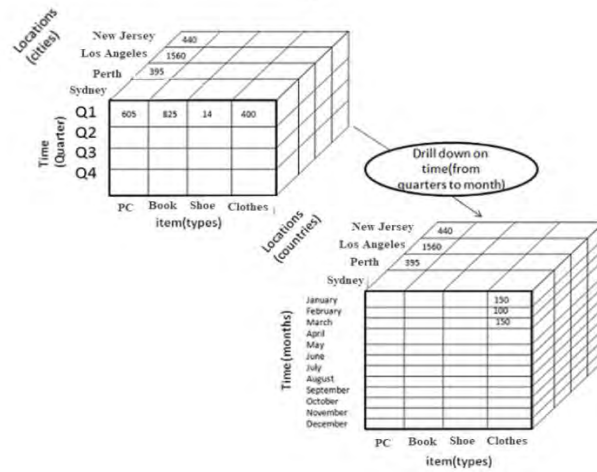 Locations
(cities)
New Jersey 440
Los Angeles 1560
Perth 395
Sydney
Time
(Quarter)
Q1 605 825 14 400
Q2
Q3
Q4
PC Book Shoe Clothes
item(types)
Drill down on
time(from
quarters to month)
Locations
(countries)
New Jersey 440
Los Angeles 1560
Perth 395
Sydney
Time (months)
January 150
February 100
March 150
April
May
June
July
August
September
October
November
December
PC Book Shoe Clothes
item(types)